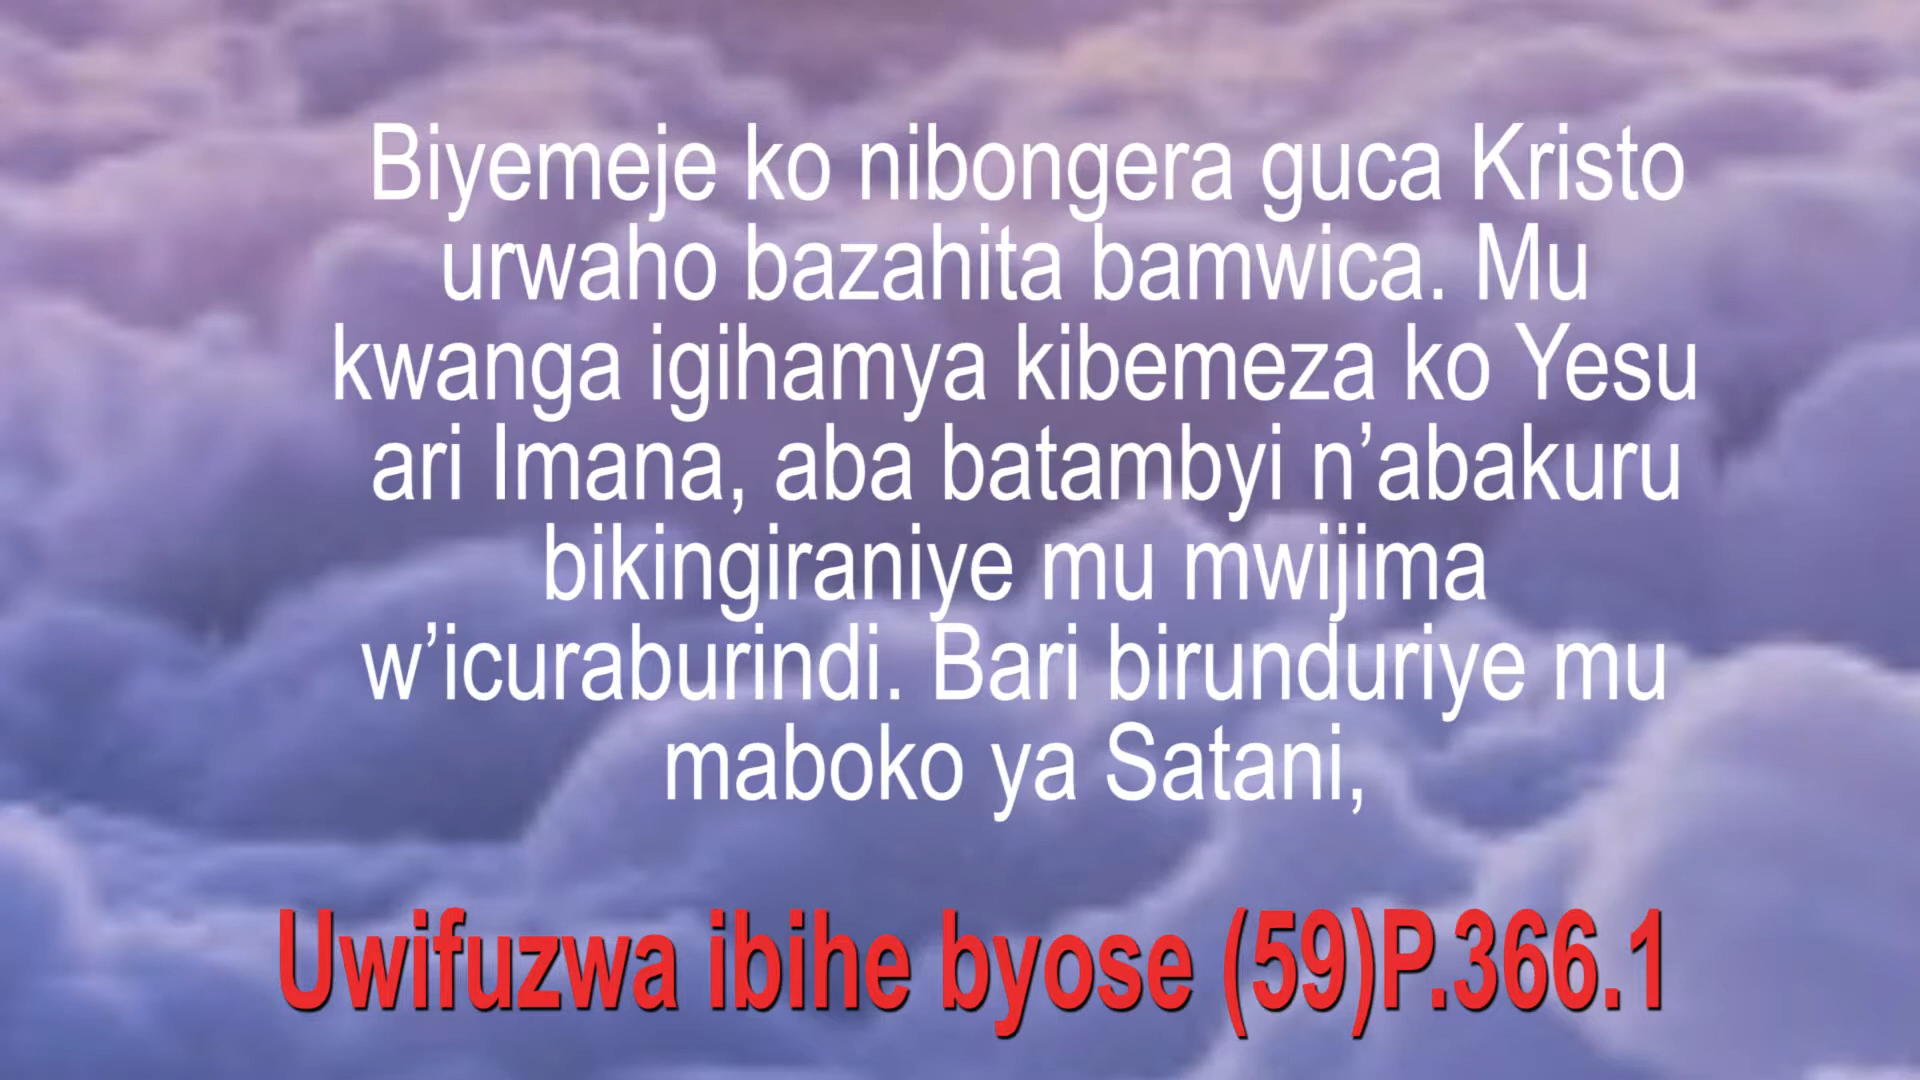 Biyemeje ko nibongera guca Kristo
urwaho bazahita bamwica. Mu
kwanga igihamya kibemeza ko Yesu
ari Imana, aba batambyi n’abakuru
bikingiraniye mu mwijima
w’icuraburindi. Bari birunduriye mu
maboko ya Satani,
Uwifuzwa ibihe byose (59)P.366.1